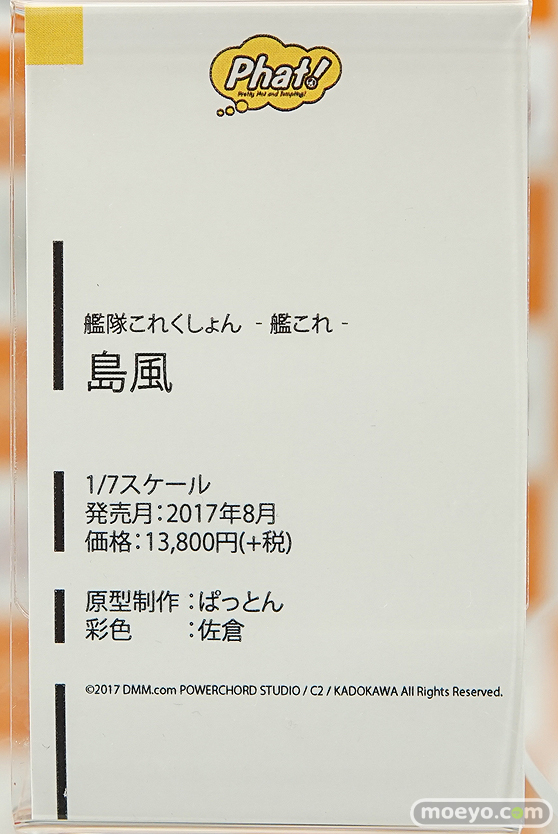 Phat!
Pretty Hot and Tempting!
艦隊これくしょん - 艦これ -
島風
1/7スケール
発売月：2017年8月
価格：13,800円(+税)
原型制作：ぱっとん
彩色　　：佐倉
©2017 DMM.com POWERCHORD STUDIO / C2 / KADOKAWA All Rights Reserved.
moeyo.com